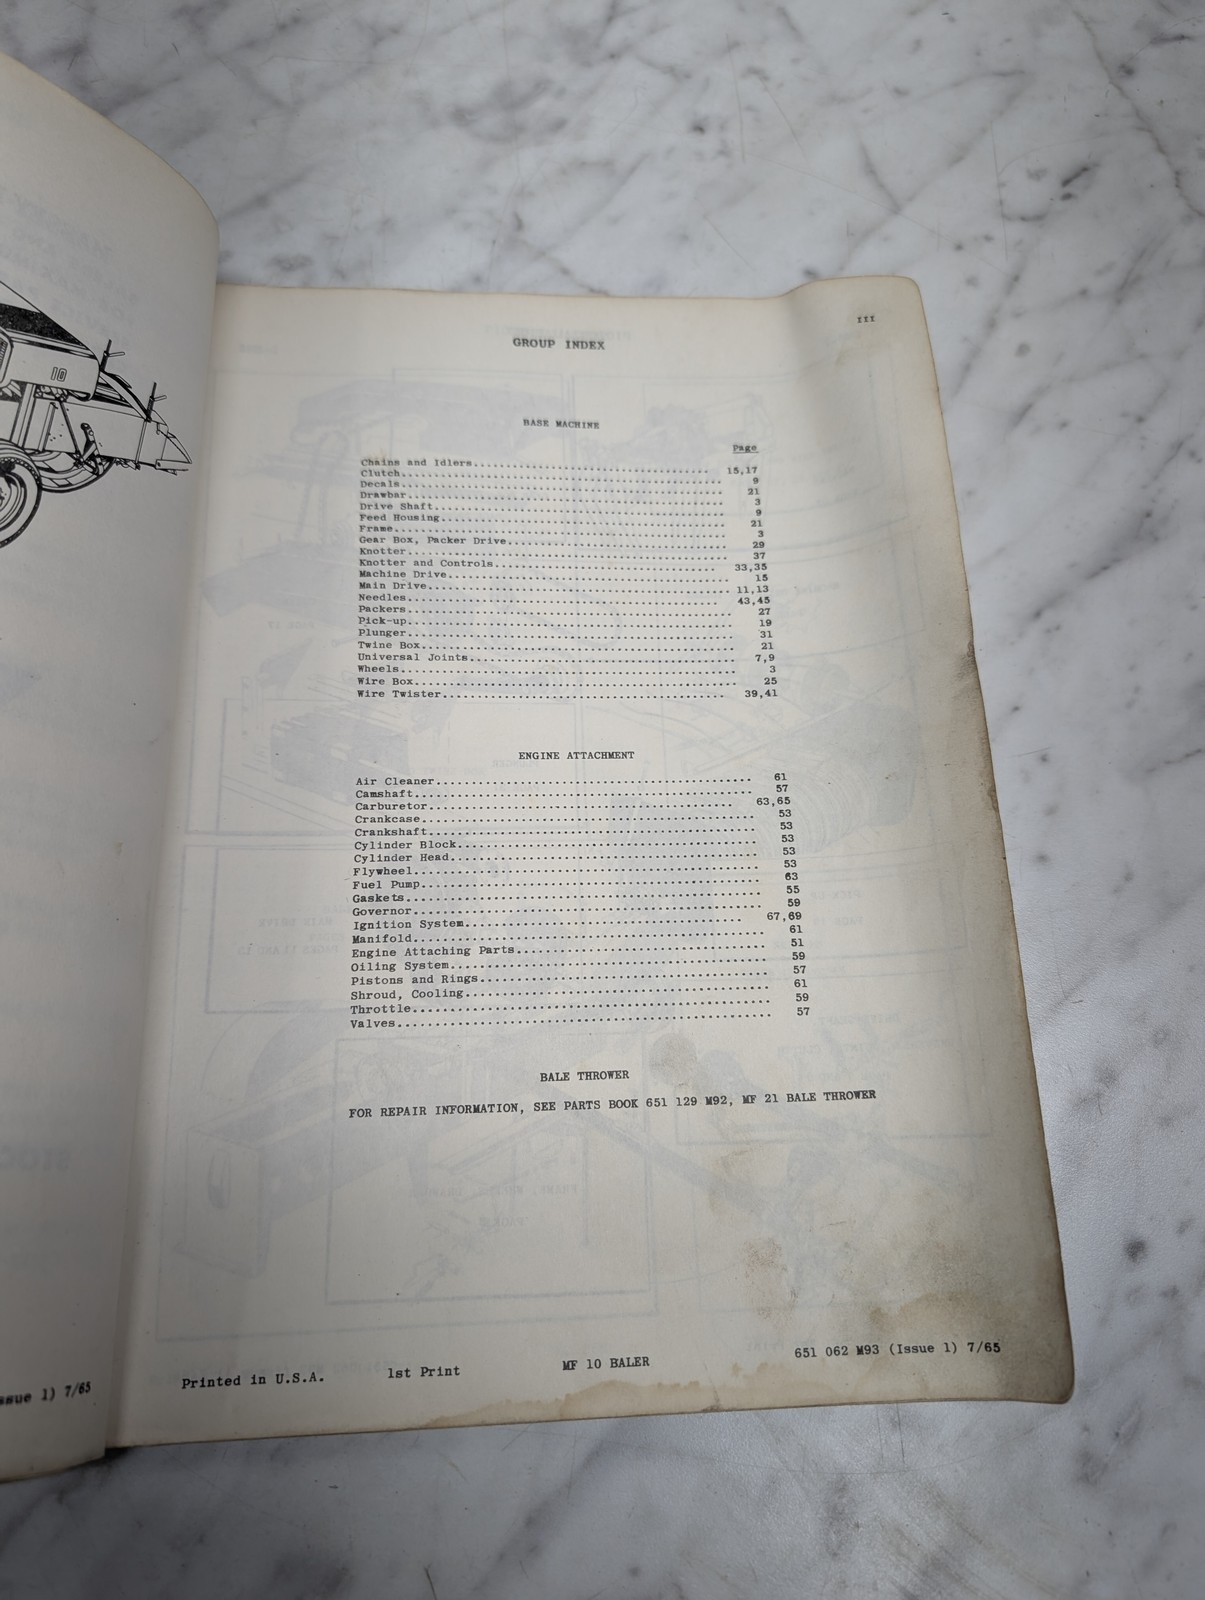 10
ssue 1) 7/65
III
GROUP INDEX
BASE MACHINE
Page
Chains and Idlers........................................ 15,17
Clutch........................................ 9
Decals........................................ 21
Drawbar........................................ 3
Drive Shaft........................................ 9
Feed Housing........................................ 21
Frame........................................ 3
Gear Box, Packer Drive........................................ 29
Knotter........................................ 37
Knotter and Controls........................................ 33,35
Machine Drive........................................ 15
Main Drive........................................ 11,13
Needles........................................ 43,45
Packers........................................ 27
Pick-up........................................ 19
Plunger........................................ 31
Twine Box........................................ 21
Universal Joints........................................ 7,9
Wheels........................................ 3
Wire Box........................................ 25
Wire Twister........................................ 39,41
ENGINE ATTACHMENT
Air Cleaner........................................ 61
Camshaft........................................ 57
Carburetor........................................ 63,65
Crankcase........................................ 53
Crankshaft........................................ 53
Cylinder Block........................................ 53
Cylinder Head........................................ 53
Flywheel........................................ 53
Fuel Pump........................................ 63
Gaskets........................................ 55
Governor........................................ 59
Ignition System........................................ 67,69
Manifold........................................ 61
Engine Attaching Parts........................................ 51
Oiling System........................................ 59
Pistons and Rings........................................ 57
Shroud, Cooling........................................ 61
Throttle........................................ 59
Valves........................................ 57
BALE THROWER
FOR REPAIR INFORMATION, SEE PARTS BOOK 651 129 M92, MF 21 BALE THROWER
Printed in U.S.A. 1st Print MF 10 BALER 651 062 M93 (Issue 1) 7/65